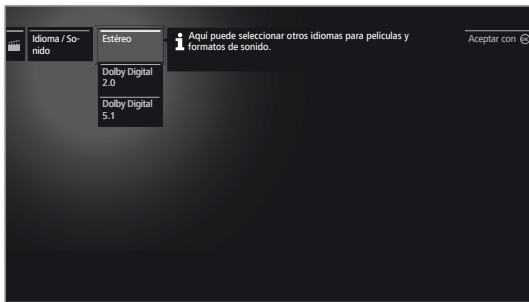 Idioma / So-
nido
Estéreo
Dolby Digital
2.0
Dolby Digital
5.1
i Aquí puede seleccionar otros idiomas para películas y
formatos de sonido.
Aceptar con OK